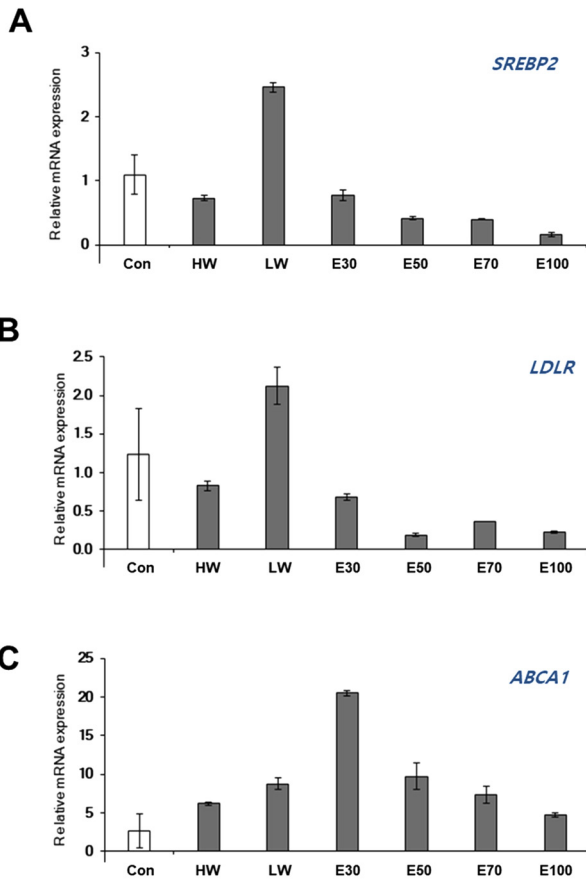 A
SREBP2
Relative mRNA expression
3
2
1
0
Con HW LW E30 E50 E70 E100
B
LDLR
Relative mRNA expression
2.5
2.0
1.5
1.0
0.5
0.0
Con HW LW E30 E50 E70 E100
C
ABCA1
Relative mRNA expression
25
20
15
10
5
0
Con HW LW E30 E50 E70 E100